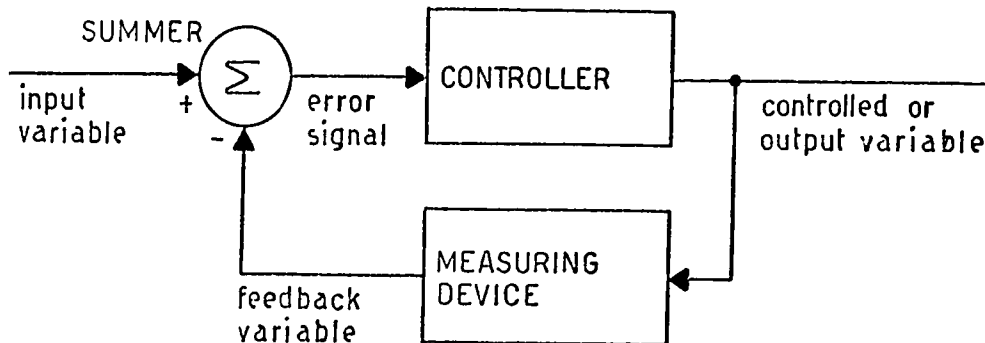 SUMMER
Σ
input
variable
+
-
error
signal
CONTROLLER
controlled or
output variable
MEASURING
DEVICE
feedback
variable